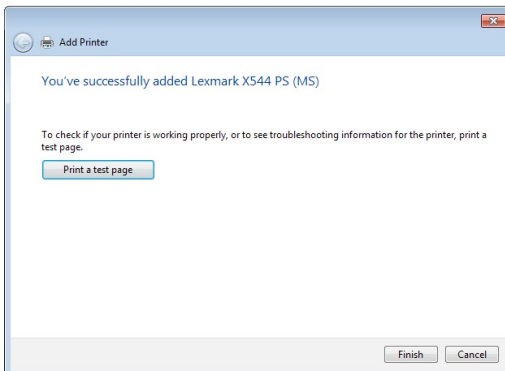 Add Printer
You've successfully added Lexmark X544 PS (MS)
To check if your printer is working properly, or to see troubleshooting information for the printer, print a
test page.
Print a test page
Finish Cancel